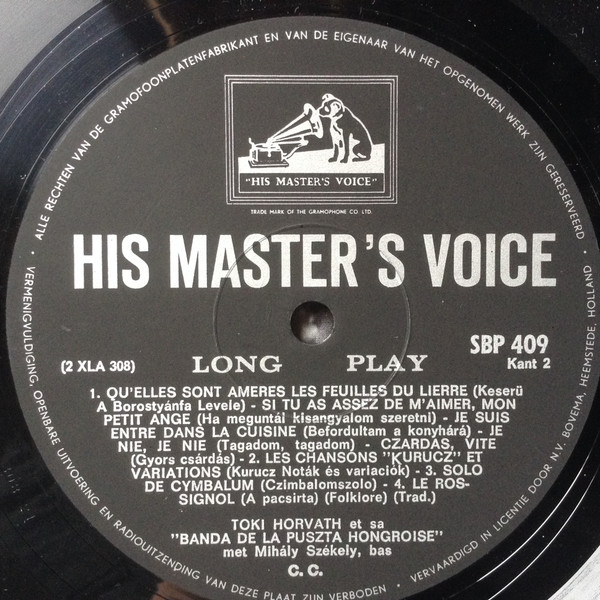 ALLE RECHTEN VAN DE GRAMOFOONPLATENFABRIKANT EN VAN DE EIGENAAR VAN HET OPGENOMEN WERK ZIJN GERESERVEERD
"HIS MASTER'S VOICE"
TRADE MARK OF THE GRAMOPHONE CO. LTD.
HIS MASTER'S VOICE
SBP 409
(2 XLA 308) LONG PLAY Kant 2
1. QU'ELLES SONT AMERES LES FEUILLES DU LIERRE (Keserü
A Borostyánfa Levele) - SI TU AS ASSEZ DE M'AIMER, MON
PETIT ANGE (Ha meguntái kisengyalom szeretni) - JE SUIS
ENTRE DANS LA CUISINE (Befordultam a konyhárá) - JE
NIE, JE NIE (Tagadom, tagadom) - CZARDAS, VITE
(Gyors csárdás) - 2. LES CHANSONS "KURUCZ" ET
VARIATIONS (Kurucz Noták és variaciók) - 3. SOLO
DE CYMBALUM (Czimbalomszolo) - 4. LE ROS-
SIGNOL (A pacsirta) (Folklore) (Trad.)
TOKI HORVATH et sa
"BANDA DE LA PUSZTA HONGROISE"
met Mihály Székely, bas
C. C.
VERMENIGVULDIGING, OPENBARE UITVOERING EN RADIOUITZENDING VAN DEZE PLAAT ZIJN VERBODEN • VERVAARDIGD IN LICENTIE DOOR N.V. BOVEMA, HEEMSTEDE, HOLLAND